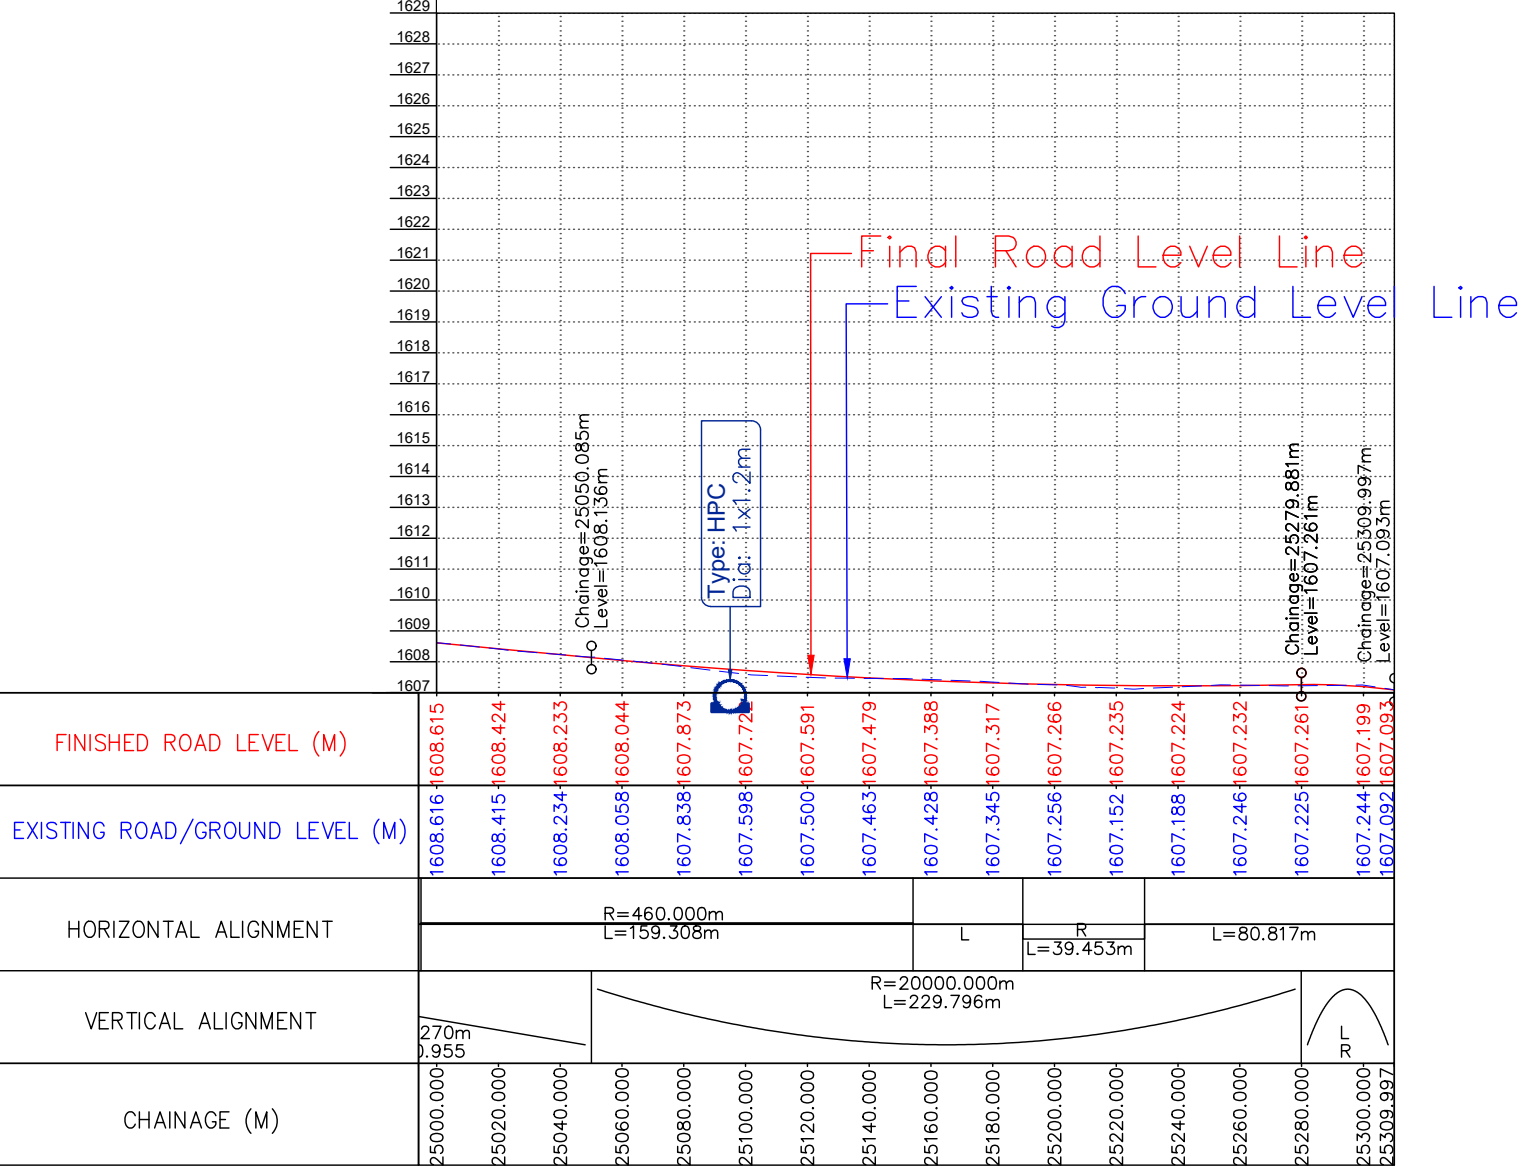 1629
1628
1627
1626
1625
1624
1623
1622
1621
1620
1619
1618
1617
1616
1615
1614
1613
1612
1611
1610
1609
1608
1607
Final Road Level Line
Existing Ground Level Line
Chainage=25050.085m
Level=1608.136m
Type: HPC
Dia: 1x1.2m
Chainage=25279.881m
Level=1607.261m
Chainage=25309.997m
Level=1607.093m
FINISHED ROAD LEVEL (M)
1608.615
1608.424
1608.233
1608.044
1607.873
1607.722
1607.591
1607.479
1607.388
1607.317
1607.266
1607.235
1607.224
1607.232
1607.261
1607.199
1607.093
EXISTING ROAD/GROUND LEVEL (M)
1608.616
1608.415
1608.234
1608.058
1607.838
1607.598
1607.500
1607.463
1607.428
1607.345
1607.256
1607.152
1607.188
1607.246
1607.225
1607.244
1607.092
HORIZONTAL ALIGNMENT
R=460.000m
L=159.308m
L
R
L=39.453m
L=80.817m
VERTICAL ALIGNMENT
270m
0.955
R=20000.000m
L=229.796m
L
R
CHAINAGE (M)
25000.000
25020.000
25040.000
25060.000
25080.000
25100.000
25120.000
25140.000
25160.000
25180.000
25200.000
25220.000
25240.000
25260.000
25280.000
25300.000
25309.997